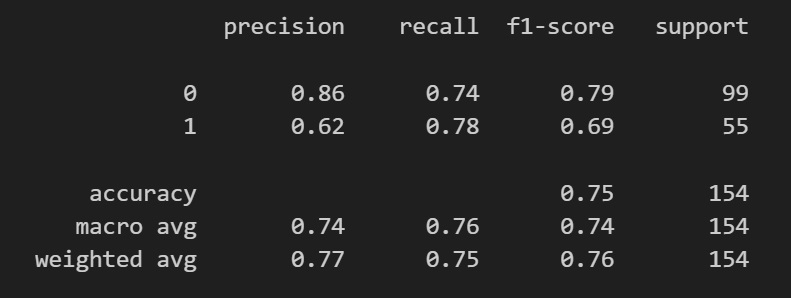 precision recall f1-score support
0 0.86 0.74 0.79 99
1 0.62 0.78 0.69 55
accuracy 0.75 154
macro avg 0.74 0.76 0.74 154
weighted avg 0.77 0.75 0.76 154